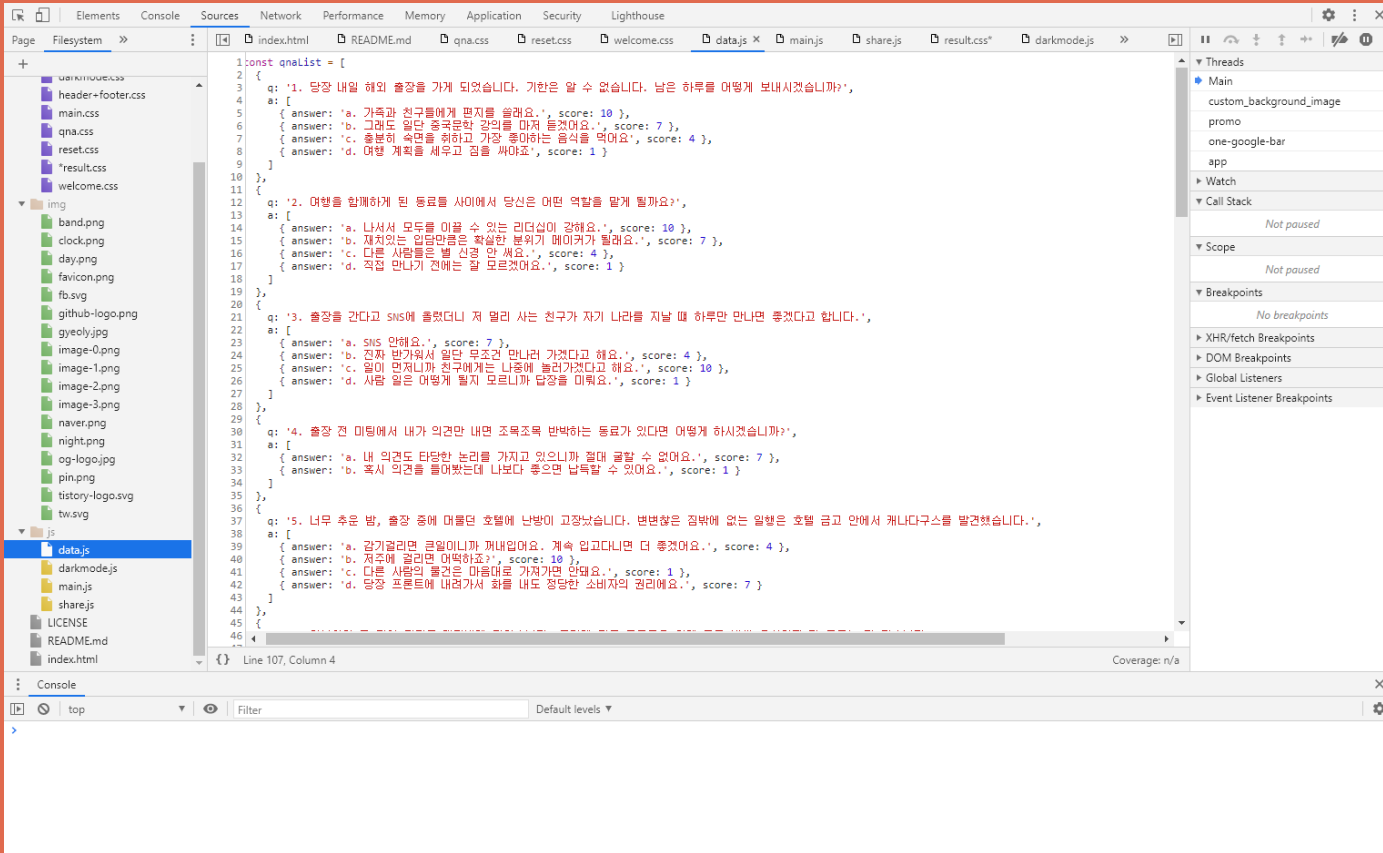 Elements Console Sources Network Performance Memory Application Security Lighthouse
Page Filesystem »
index.html README.md qna.css reset.css welcome.css data.js × main.js share.js result.css* darkmode.js »
darkmode.css
header+footer.css
main.css
qna.css
reset.css
*result.css
welcome.css
img
band.png
clock.png
day.png
favicon.png
fb.svg
github-logo.png
gyeoly.jpg
image-0.png
image-1.png
image-2.png
image-3.png
naver.png
night.png
og-logo.jpg
pin.png
tistory-logo.svg
tw.svg
js
data.js
darkmode.js
main.js
share.js
LICENSE
README.md
index.html
1 const qnaList = [
2 {
3 q: '1. 당장 내일 해외 출장을 가게 되었습니다. 기한은 알 수 없습니다. 남은 하루를 어떻게 보내시겠습니까?',
4 a: [
5 { answer: 'a. 가족과 친구들에게 편지를 쓸래요.', score: 10 },
6 { answer: 'b. 그래도 일단 중국문학 강의를 마저 듣겠어요.', score: 7 },
7 { answer: 'c. 충분히 숙면을 취하고 가장 좋아하는 음식을 먹어요', score: 4 },
8 { answer: 'd. 여행 계획을 세우고 짐을 싸야죠', score: 1 }
9 ]
10 },
11 {
12 q: '2. 여행을 함께하게 된 동료들 사이에서 당신은 어떤 역할을 맡게 될까요?',
13 a: [
14 { answer: 'a. 나서서 모두를 이끌 수 있는 리더십이 강해요.', score: 10 },
15 { answer: 'b. 재치있는 입담만큼은 확실한 분위기 메이커가 될래요.', score: 7 },
16 { answer: 'c. 다른 사람들은 별 신경 안 써요.', score: 4 },
17 { answer: 'd. 직접 만나기 전에는 잘 모르겠어요.', score: 1 }
18 ]
19 },
20 {
21 q: '3. 출장을 간다고 SNS에 올렸더니 저 멀리 사는 친구가 자기 나라를 지날 때 하루만 만나면 좋겠다고 합니다.',
22 a: [
23 { answer: 'a. SNS 안해요.', score: 7 },
24 { answer: 'b. 진짜 반가워서 일단 무조건 만나러 가겠다고 해요.', score: 4 },
25 { answer: 'c. 일이 먼저니까 친구에게는 나중에 놀러가겠다고 해요.', score: 10 },
26 { answer: 'd. 사람 일은 어떻게 될지 모르니까 답장을 미뤄요.', score: 1 }
27 ]
28 },
29 {
30 q: '4. 출장 전 미팅에서 내가 의견만 내면 조목조목 반박하는 동료가 있다면 어떻게 하시겠습니까?',
31 a: [
32 { answer: 'a. 내 의견도 타당한 논리를 가지고 있으니까 절대 굴할 수 없어요.', score: 7 },
33 { answer: 'b. 혹시 의견을 들어봤는데 나보다 좋으면 납득할 수 있어요.', score: 1 }
34 ]
35 },
36 {
37 q: '5. 너무 추운 밤, 출장 중에 머물던 호텔에 난방이 고장났습니다. 변변찮은 짐밖에 없는 일행은 호텔 금고 안에서 캐나다구스를 발견했습니다.',
38 a: [
39 { answer: 'a. 감기걸리면 큰일이니까 꺼내입어요. 계속 입고다니면 더 좋겠어요.', score: 4 },
40 { answer: 'b. 저주에 걸리면 어떡하죠?', score: 10 },
41 { answer: 'c. 다른 사람의 물건은 마음대로 가져가면 안돼요.', score: 1 },
42 { answer: 'd. 당장 프론트에 내려가서 화를 내도 정당한 소비자의 권리에요.', score: 7 }
43 ]
44 },
45 {
46
{} Line 107, Column 4 Coverage: n/a
Threads
Main
custom_background_image
promo
one-google-bar
app
Watch
Call Stack
Not paused
Scope
Not paused
Breakpoints
No breakpoints
XHR/fetch Breakpoints
DOM Breakpoints
Global Listeners
Event Listener Breakpoints
Console
top Filter Default levels